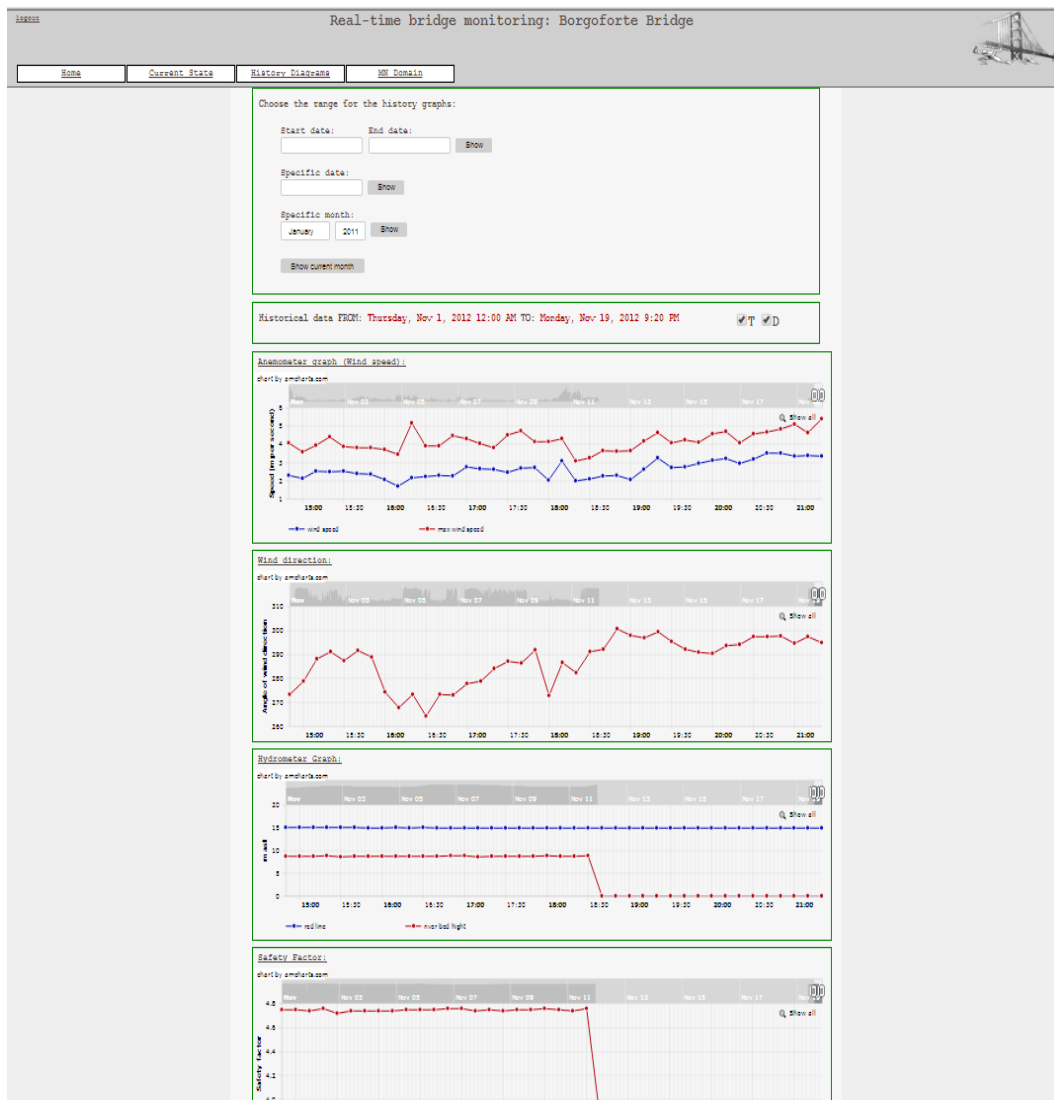 logout
Real-time bridge monitoring: Borgoforte Bridge
Home Current State History Diagrams MN Domain
Choose the range for the history graphs:
Start date: End date:
Show
Specific date:
Show
Specific month:
January 2011 Show
Show current month
Historical data FROM: Thursday, Nov 1, 2012 12:00 AM TO: Monday, Nov 19, 2012 9:20 PM T D
Anemometer graph (Wind speed):
chart by amcharts.com
Nov Nov 03 Nov 05 Nov 07 Nov 09 Nov 11 Nov 13 Nov 15 Nov 17 Nov
Show all
Speed (m per second)
6
5
4
3
2
1
15:00 15:30 16:00 16:30 17:00 17:30 18:00 18:30 19:00 19:30 20:00 20:30 21:00
wind speed max wind speed
Wind direction:
chart by amcharts.com
Nov Nov 03 Nov 05 Nov 07 Nov 09 Nov 11 Nov 13 Nov 15 Nov 17 Nov
Show all
Angle of wind direction
310
300
290
280
270
260
15:00 15:30 16:00 16:30 17:00 17:30 18:00 18:30 19:00 19:30 20:00 20:30 21:00
Hydrometer Graph:
chart by amcharts.com
Nov Nov 03 Nov 05 Nov 07 Nov 09 Nov 11 Nov 13 Nov 15 Nov 17 Nov
Show all
m asl
20
15
10
5
0
15:00 15:30 16:00 16:30 17:00 17:30 18:00 18:30 19:00 19:30 20:00 20:30 21:00
red line river bed hight
Safety Factor:
chart by amcharts.com
Nov Nov 03 Nov 05 Nov 07 Nov 09 Nov 11 Nov 13 Nov 15 Nov 17 Nov
Show all
Safety factor
4.8
4.6
4.4
4.2
4.0